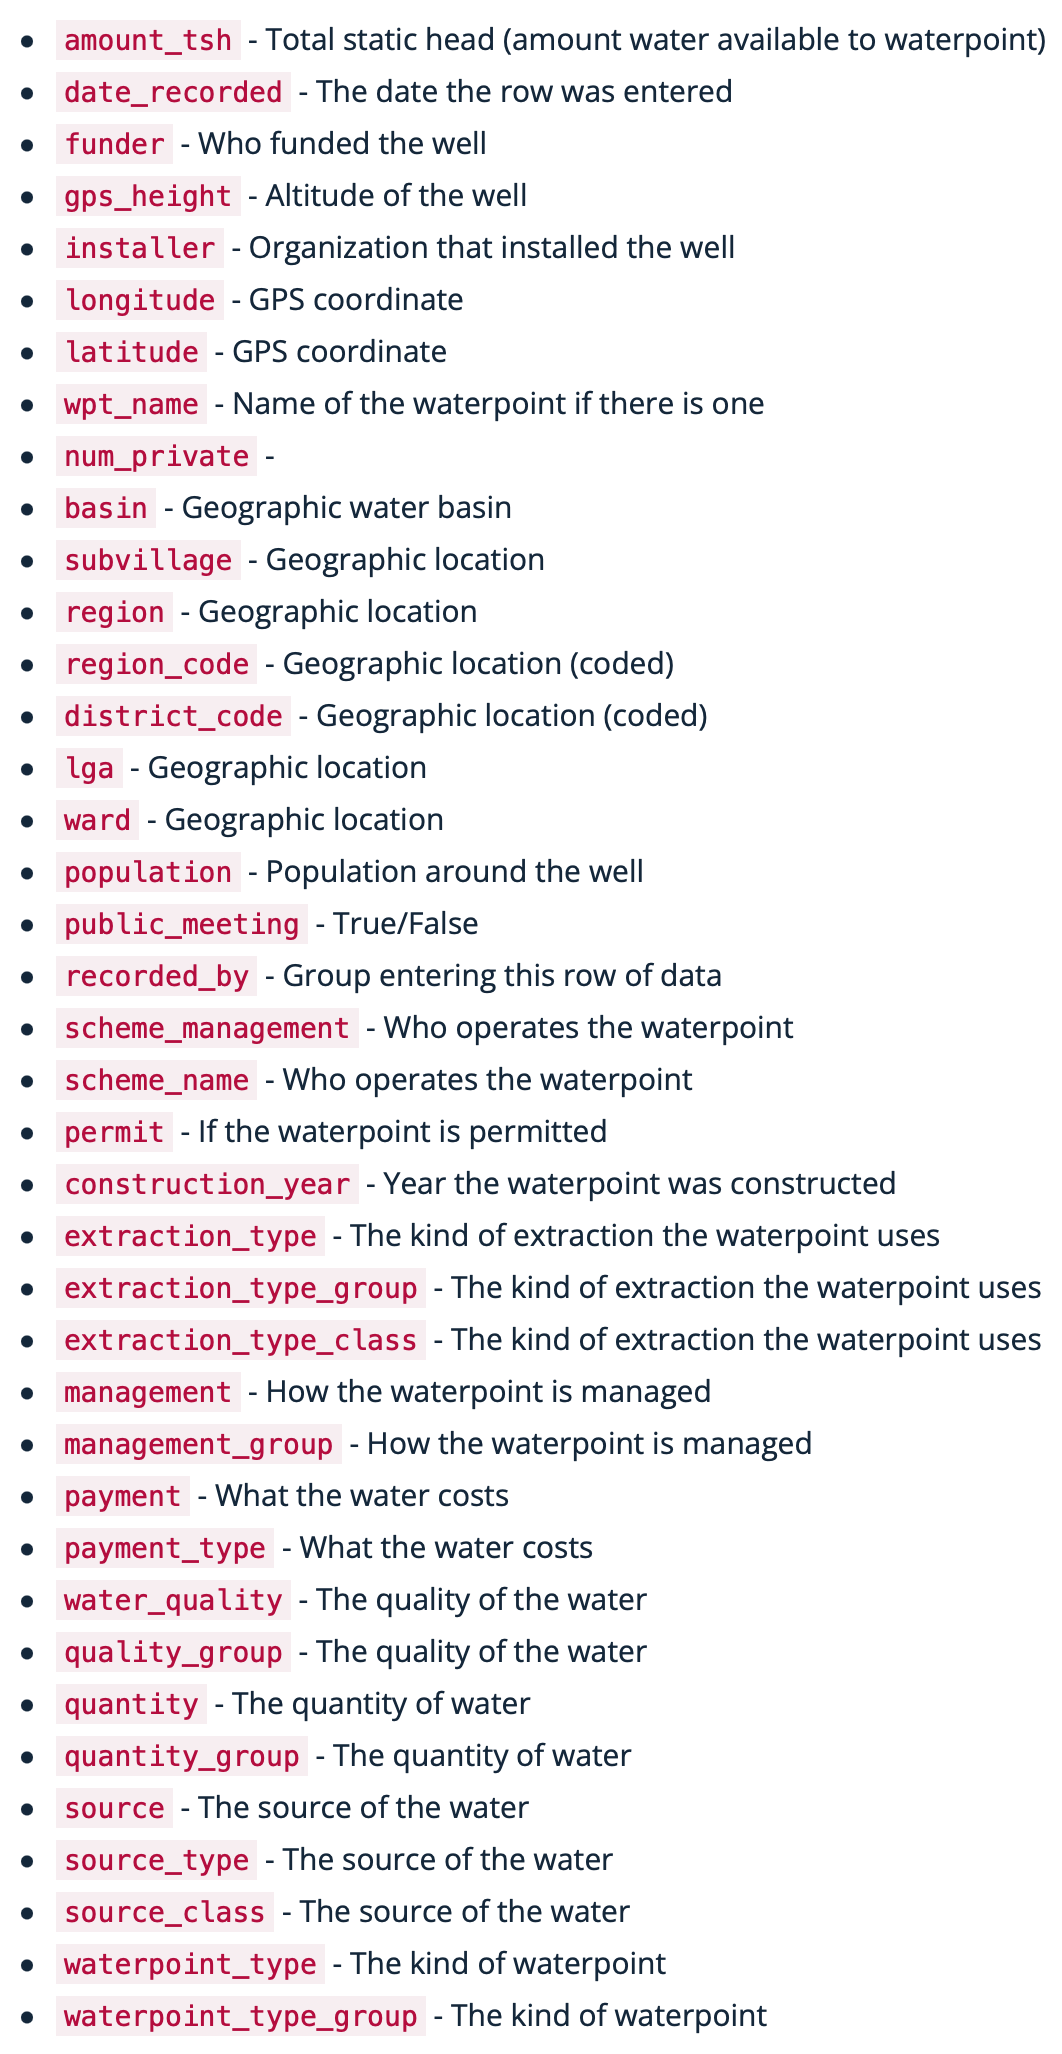 amount_tsh - Total static head (amount water available to waterpoint)
date_recorded - The date the row was entered
funder - Who funded the well
gps_height - Altitude of the well
installer - Organization that installed the well
longitude - GPS coordinate
latitude - GPS coordinate
wpt_name - Name of the waterpoint if there is one
num_private -
basin - Geographic water basin
subvillage - Geographic location
region - Geographic location
region_code - Geographic location (coded)
district_code - Geographic location (coded)
lga - Geographic location
ward - Geographic location
population - Population around the well
public_meeting - True/False
recorded_by - Group entering this row of data
scheme_management - Who operates the waterpoint
scheme_name - Who operates the waterpoint
permit - If the waterpoint is permitted
construction_year - Year the waterpoint was constructed
extraction_type - The kind of extraction the waterpoint uses
extraction_type_group - The kind of extraction the waterpoint uses
extraction_type_class - The kind of extraction the waterpoint uses
management - How the waterpoint is managed
management_group - How the waterpoint is managed
payment - What the water costs
payment_type - What the water costs
water_quality - The quality of the water
quality_group - The quality of the water
quantity - The quantity of water
quantity_group - The quantity of water
source - The source of the water
source_type - The source of the water
source_class - The source of the water
waterpoint_type - The kind of waterpoint
waterpoint_type_group - The kind of waterpoint